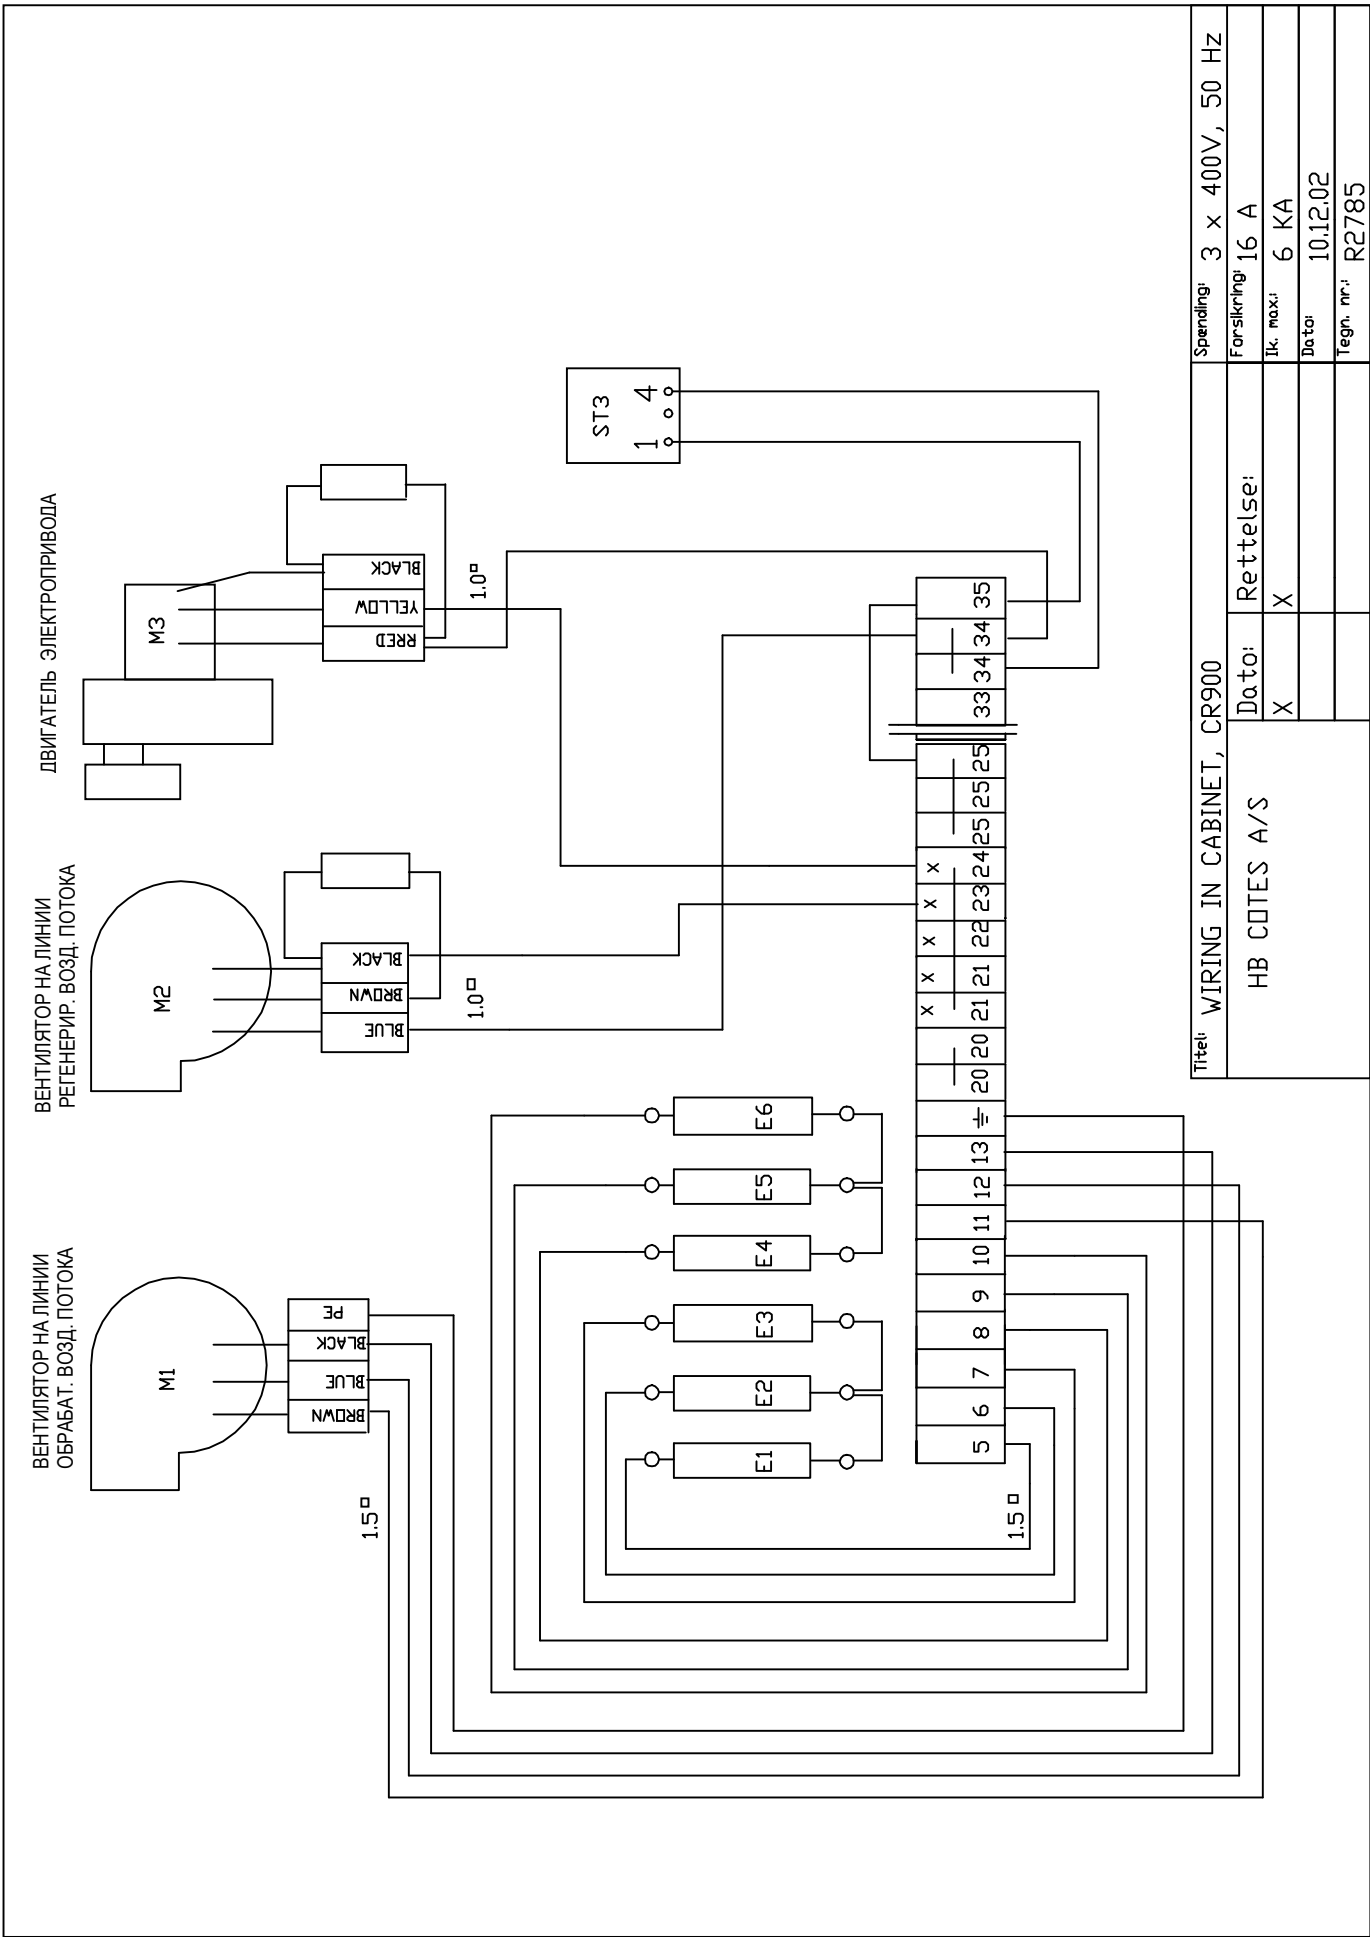 ВЕНТИЛЯТОР НА ЛИНИИ
ОБРАБАТ. ВОЗД. ПОТОКА
ВЕНТИЛЯТОР НА ЛИНИИ
РЕГЕНЕРИР. ВОЗД. ПОТОКА
ДВИГАТЕЛЬ ЭЛЕКТРОПРИВОДА
M1
M2
M3
BROWN
BLUE
BLACK
PE
BLUE
BROWN
BLACK
RRED
YELLOW
BLACK
1.5
1.0
1.0
ST3
1 4
E1 E2 E3 E4 E5 E6
x x x x x
5 6 7 8 9 10 11 12 13 20 20 21 21 22 23 24 25 25 25 33 34 34 35
1.5
Titel: WIRING IN CABINET, CR900
HB COTES A/S
Dato: Rettelse:
X X
Spænding: 3 x 400V, 50 Hz
Forsikring: 16 A
Ik. max.: 6 KA
Dato: 10.12.02
Tegn. nr.: R2785